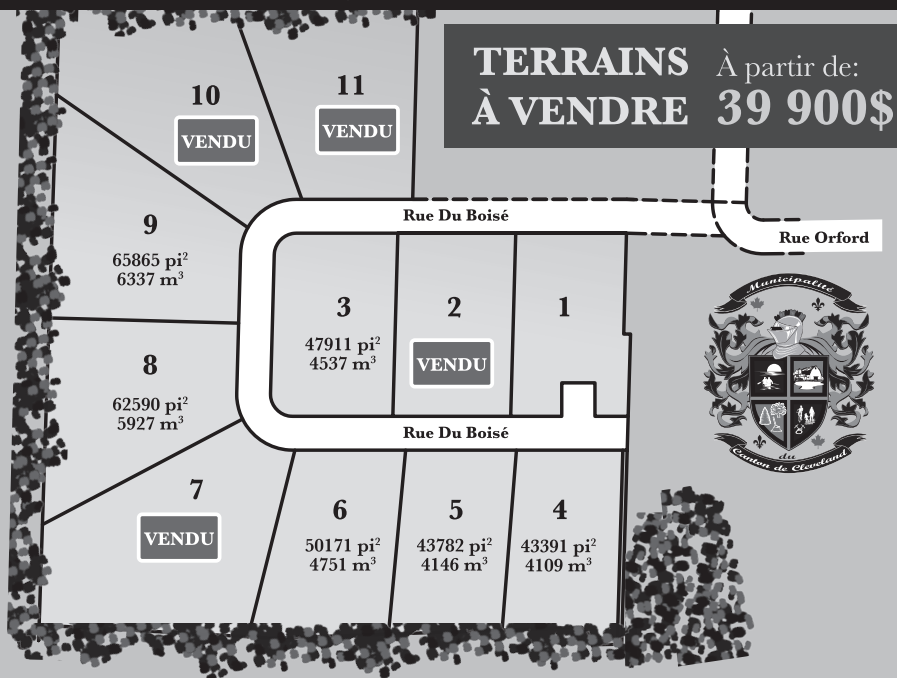 TERRAINS
À VENDRE
À partir de:
39 900$
10
VENDU
11
VENDU
9
65865 pi²
6337 m³
Rue Du Boisé
Rue Orford
3
47911 pi²
4537 m³
2
VENDU
1
8
62590 pi²
5927 m³
Rue Du Boisé
7
VENDU
6
50171 pi²
4751 m³
5
43782 pi²
4146 m³
4
43391 pi²
4109 m³
Municipalité
du
Canton de Cleveland